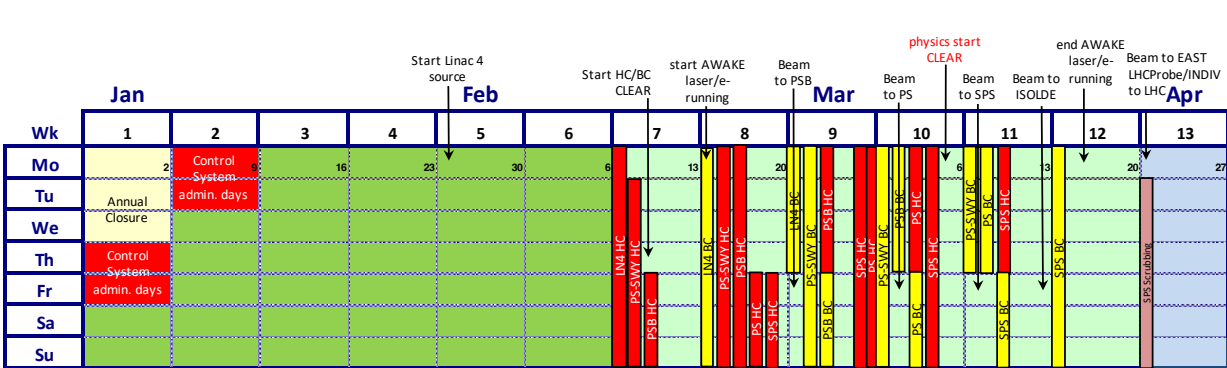 physics start
CLEAR
end AWAKE
laser/e-
running
Beam to EAST
LHCProbe/INDIV
to LHC
Start Linac 4
source
start AWAKE
laser/e-
running
Beam
to PSB
Start HC/BC
CLEAR
Beam
to PS
Beam
to SPS
Beam to
ISOLDE
Jan
Feb
Mar
Apr
Wk 1 2 3 4 5 6 7 8 9 10 11 12 13
Mo 2 9 16 23 30 6 13 20 6 13 20 27
Tu
We
Th
Fr
Sa
Su
Annual
Closure
Control
System
admin. days
Control
System
admin. days
LN4 HC
PS-SWY HC
PSB HC
LN4 BC
PS-SWY HC
PSB HC
PS HC
SPS HC
LN4 BC
PS-SWY BC
PSB HC
PSB BC
SPS HC
PS HC
PS-SWY BC
PSB BC
PS HC
PS BC
SPS HC
PS-SWY BC
PS BC
SPS HC
SPS BC
SPS BC
SPS Scrubbing